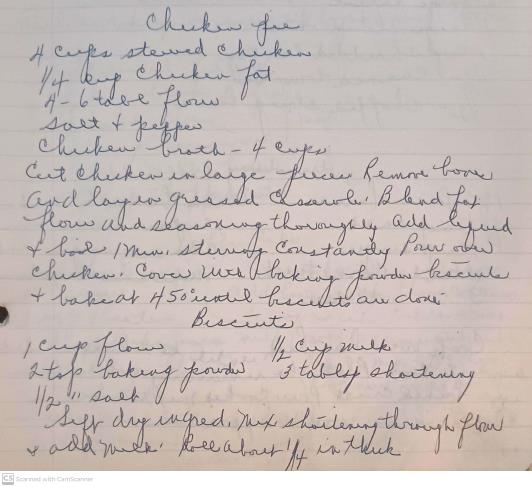 Chicken pie
4 cups stewed chicken
1/4 cup chicken fat
4-6 tabl flour
salt + pepper
Chicken broth - 4 cups
Cut chicken in large pieces Remove bone
and lay in greased casserole. Blend fat
flour and seasoning thoroughly add liquid
+ boil 1 min. stirring constantly Pour over
chicken. Cover with baking powder biscuits
+ bake at 450° until biscuits are done.
Biscuits
1 cup flour 1/2 cup milk
2 tsp baking powder 3 tablsp shortening
1/2 " salt
Sift dry ingred. Mix shortening through flour
+ add milk. Roll about 1/4 in thick
CS Scanned with CamScanner